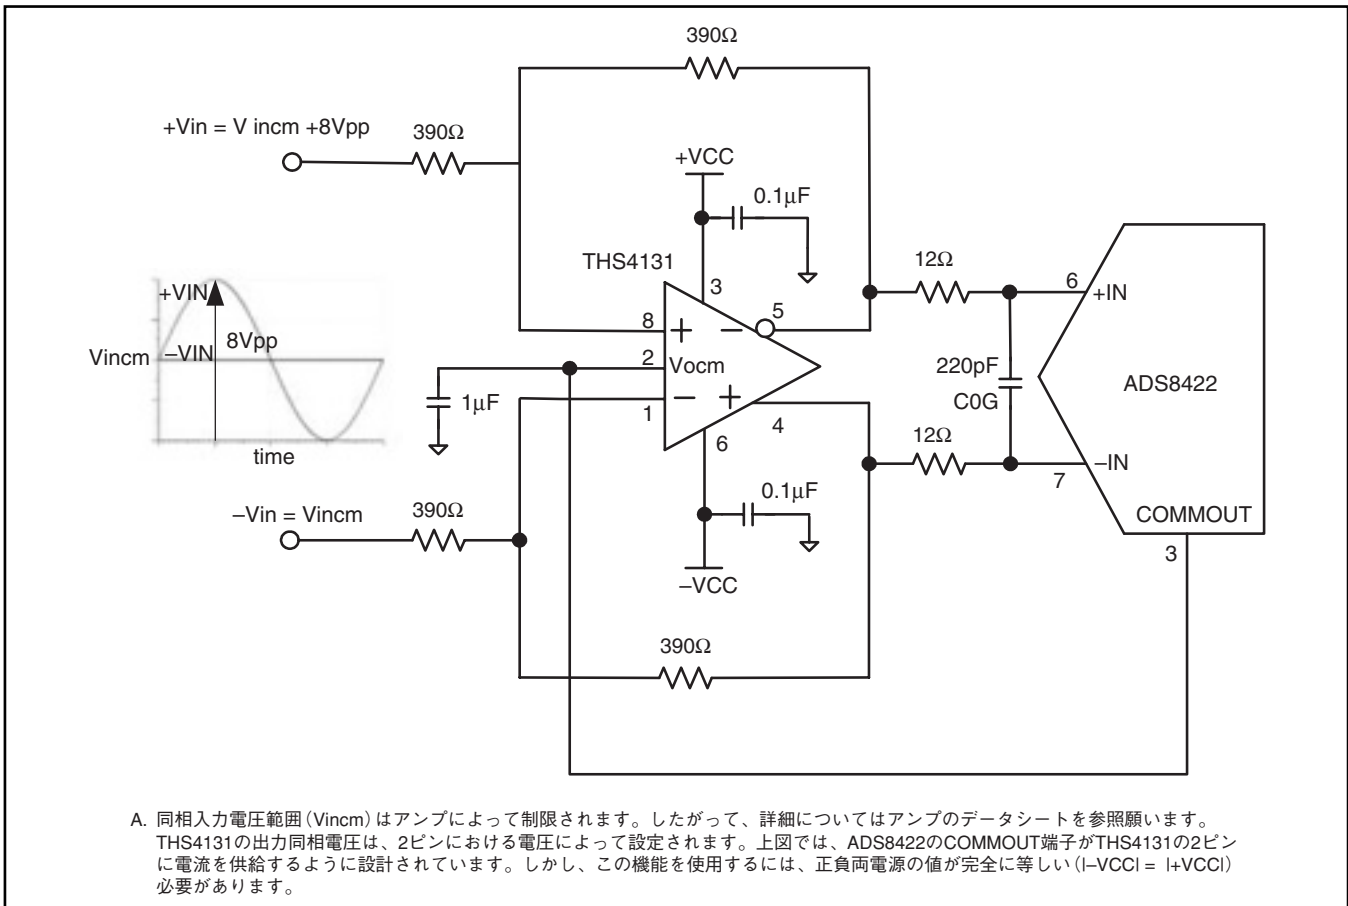 390Ω
+Vin = V incm +8Vpp
390Ω
+VCC
0.1μF
THS4131
3
12Ω
6
+IN
5
8
+
−
+VIN
8Vpp
Vincm
–VIN
2
Vocm
220pF
C0G
ADS8422
1μF
1
−
+
4
12Ω
6
time
–IN
7
0.1μF
–Vin = Vincm
390Ω
COMMOUT
3
–VCC
390Ω
A. 同相入力電圧範囲(Vincm)はアンプによって制限されます。したがって、詳細についてはアンプのデータシートを参照願います。
THS4131の出力同相電圧は、2ピンにおける電圧によって設定されます。上図では、ADS8422のCOMMOUT端子がTHS4131の2ピン
に電流を供給するように設計されています。しかし、この機能を使用するには、正負両電源の値が完全に等しい(|–VCC| = |+VCC|)
必要があります。